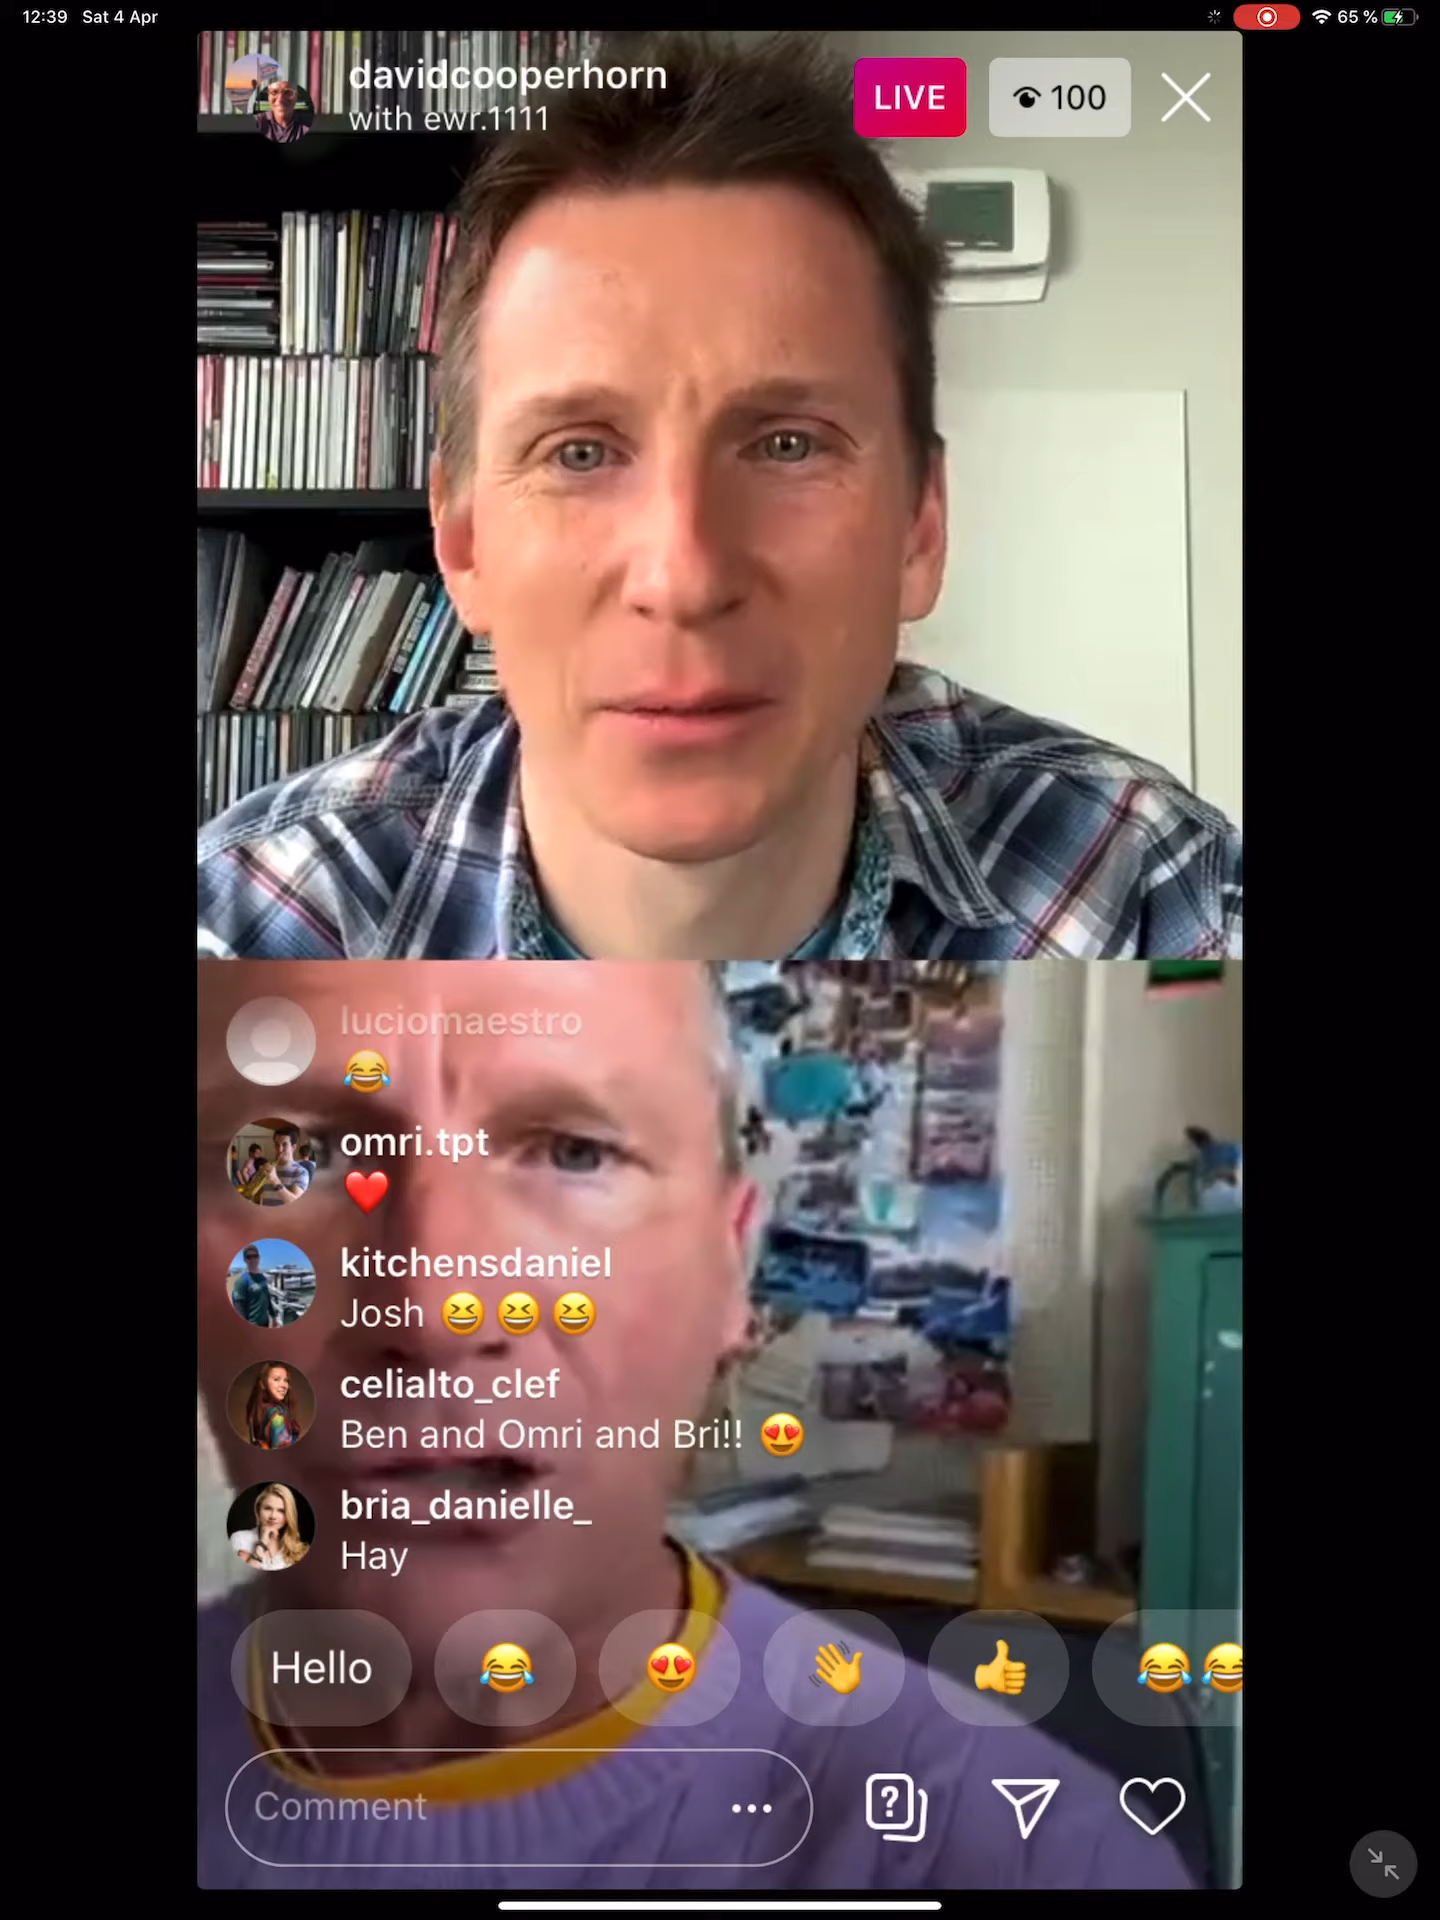 12:39 Sat 4 Apr
65 %
davidcooperhorn
with ewr.1111
LIVE
100
luciomaestro
😂
omri.tpt
❤️
kitchensdaniel
Josh 😆😆😆
celialto_clef
Ben and Omri and Bri!! 😍
bria_danielle_
Hay
Hello 😂 😍 👋 👍 😂😂
Comment